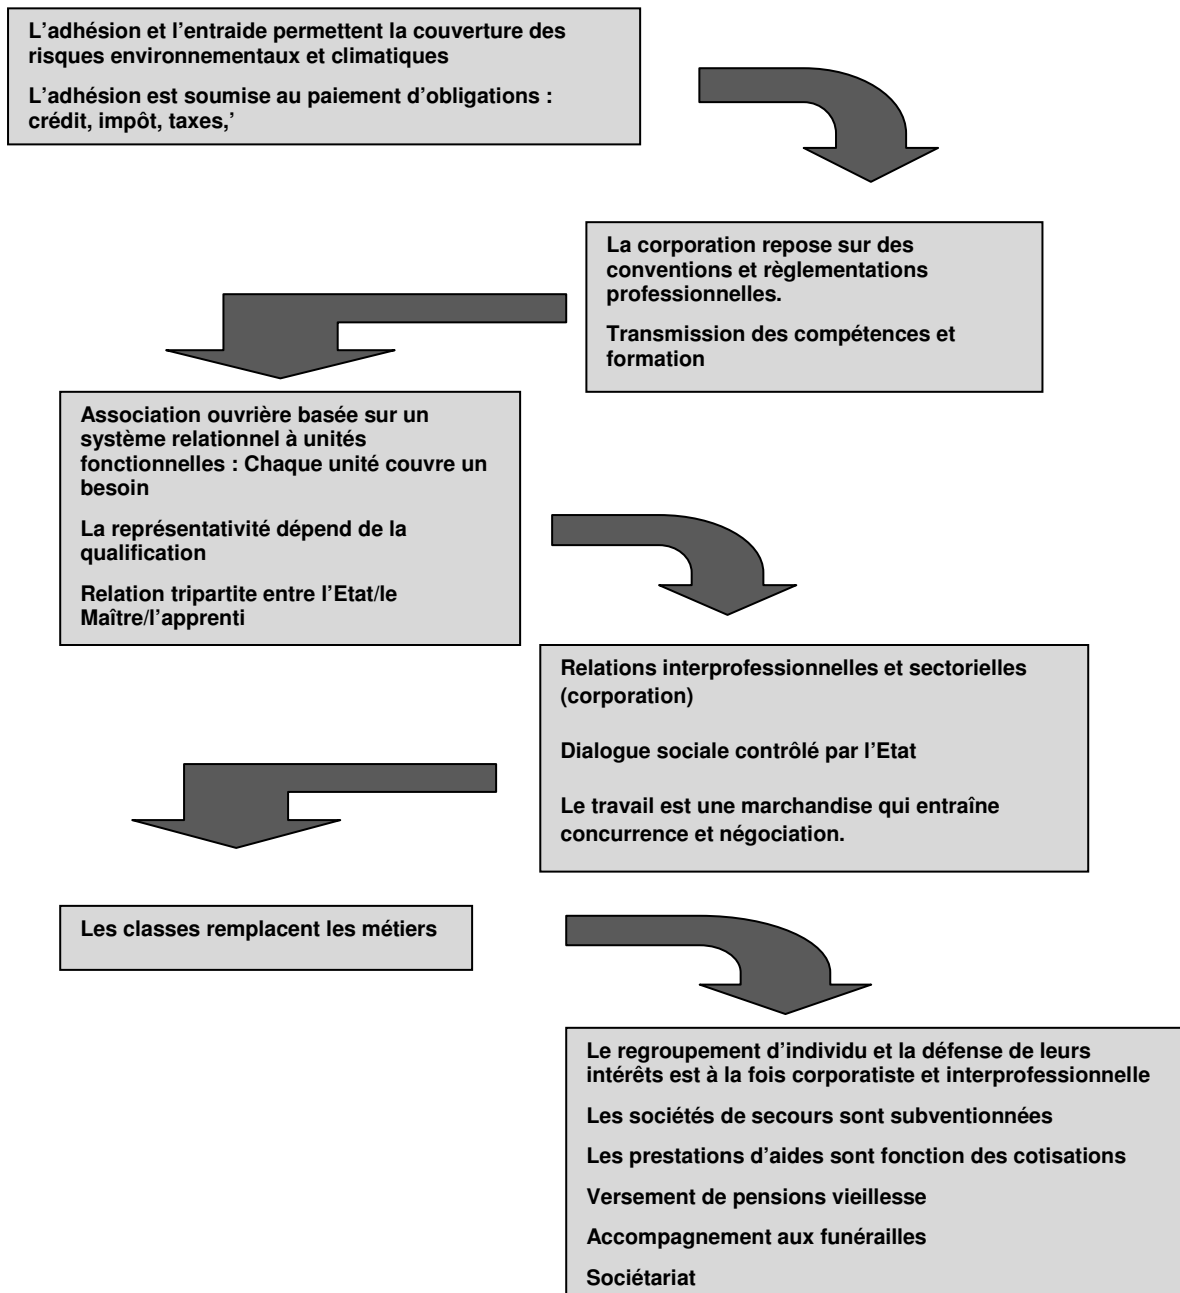 L’adhésion et l’entraide permettent la couverture des
risques environnementaux et climatiques
L’adhésion est soumise au paiement d’obligations :
crédit, impôt, taxes,’
La corporation repose sur des
conventions et règlementations
professionnelles.
Transmission des compétences et
formation
Association ouvrière basée sur un
système relationnel à unités
fonctionnelles : Chaque unité couvre un
besoin
La représentativité dépend de la
qualification
Relation tripartite entre l’Etat/le
Maître/l’apprenti
Relations interprofessionnelles et sectorielles
(corporation)
Dialogue sociale contrôlé par l’Etat
Le travail est une marchandise qui entraîne
concurrence et négociation.
Les classes remplacent les métiers
Le regroupement d’individu et la défense de leurs
intérêts est à la fois corporatiste et interprofessionnelle
Les sociétés de secours sont subventionnées
Les prestations d’aides sont fonction des cotisations
Versement de pensions vieillesse
Accompagnement aux funérailles
Sociétariat